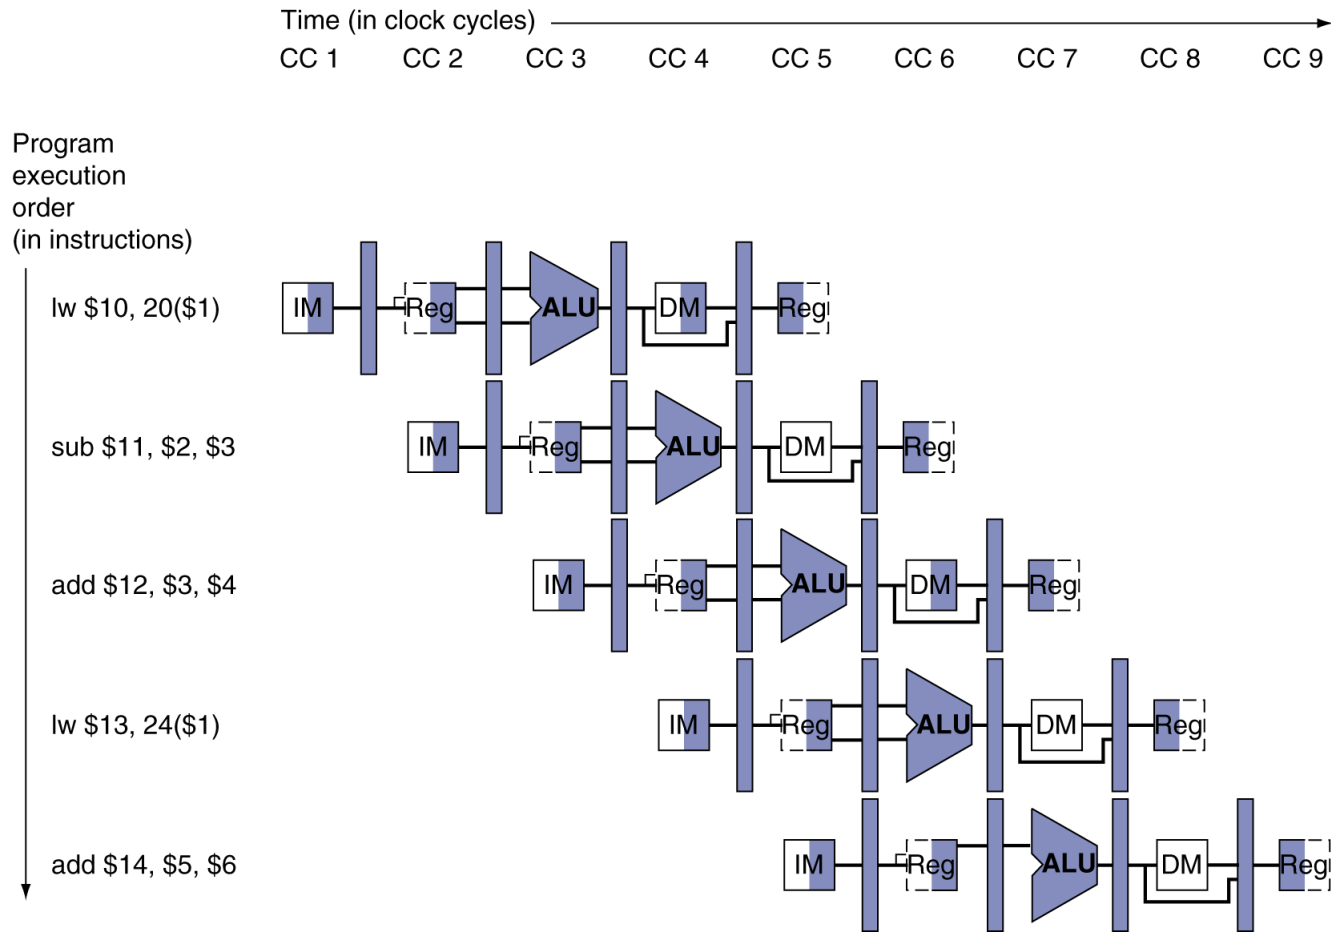 Time (in clock cycles)
CC 1 CC 2 CC 3 CC 4 CC 5 CC 6 CC 7 CC 8 CC 9
Program
execution
order
(in instructions)
lw $10, 20($1) IM Reg ALU DM Reg
sub $11, $2, $3 IM Reg ALU DM Reg
add $12, $3, $4 IM Reg ALU DM Reg
lw $13, 24($1) IM Reg ALU DM Reg
add $14, $5, $6 IM Reg ALU DM Reg